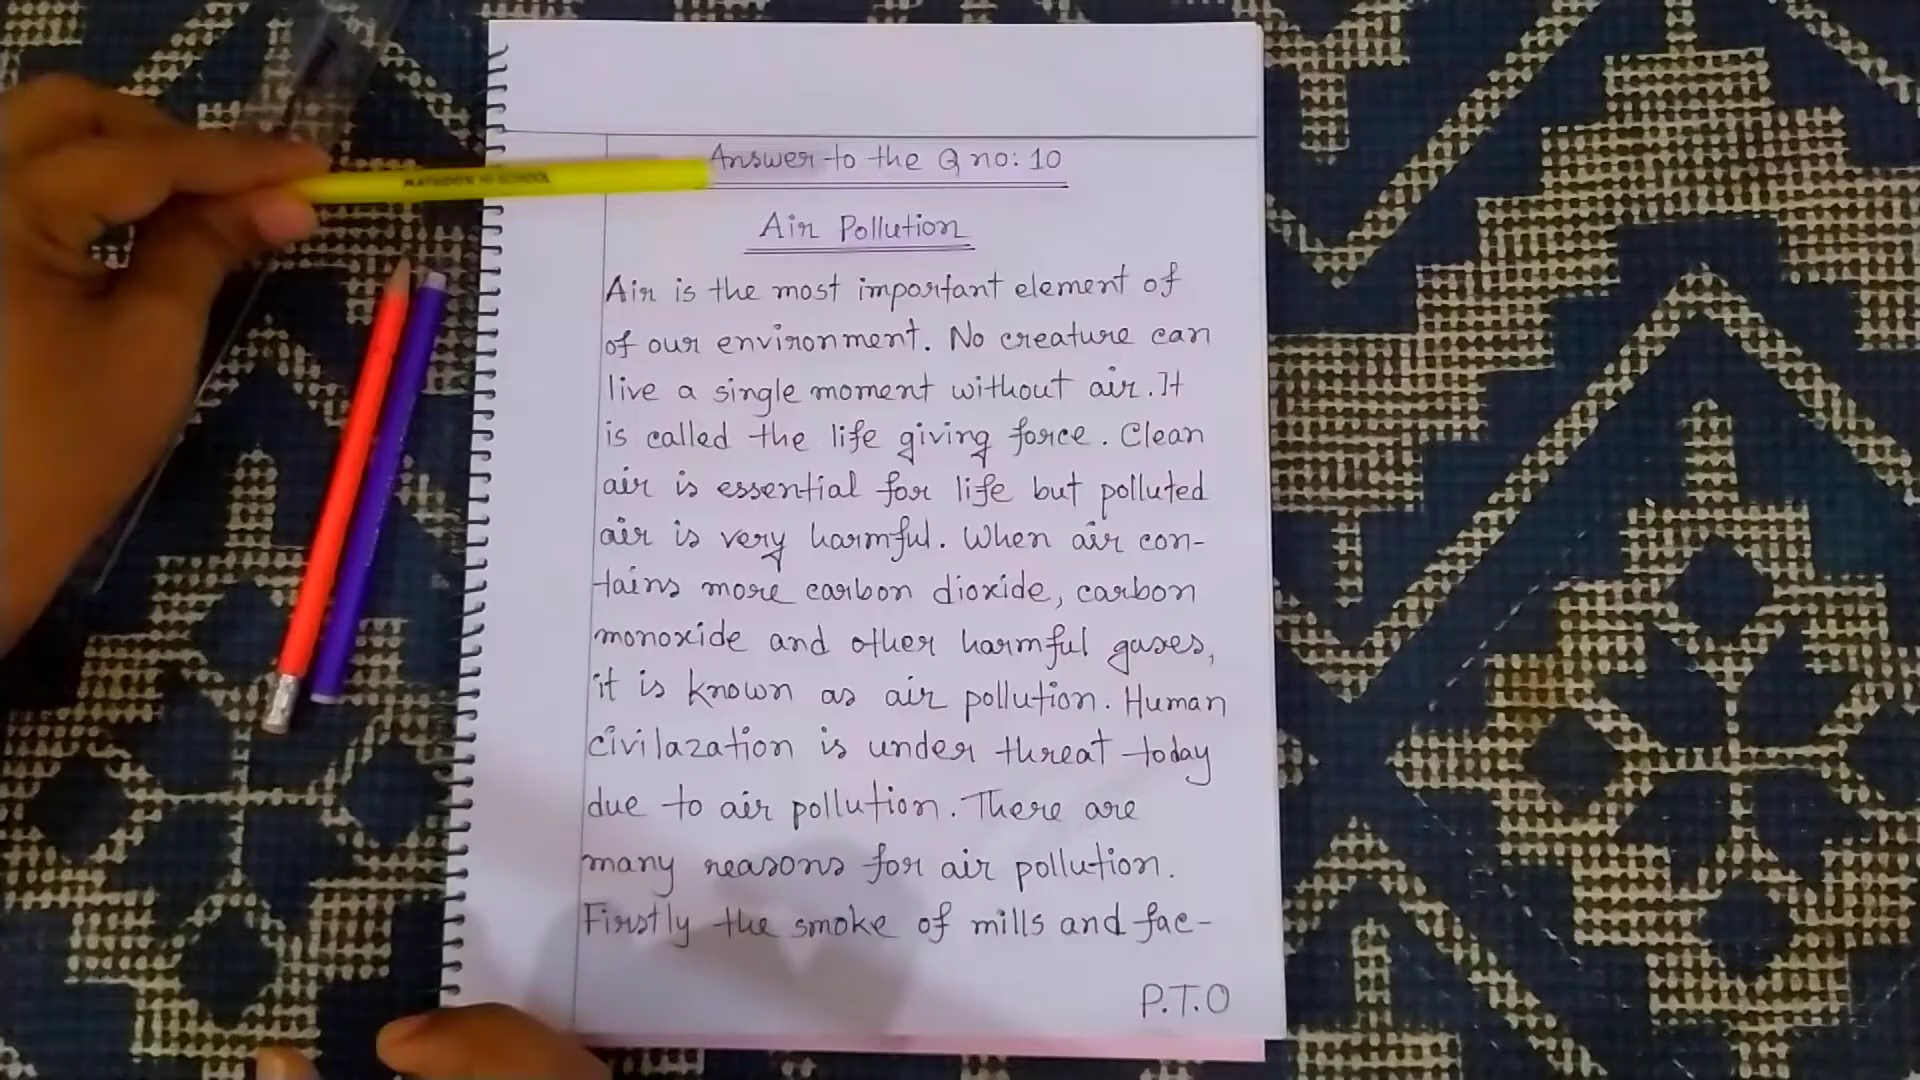 Answer to the Q no: 10
Air Pollution
Air is the most important element of
of our environment. No creature can
live a single moment without air. It
is called the life giving force. Clean
air is essential for life but polluted
air is very harmful. When air con-
tains more carbon dioxide, carbon
monoxide and other harmful gases,
it is known as air pollution. Human
civilazation is under threat today
due to air pollution. There are
many reasons for air pollution.
Firstly the smoke of mills and fac-
P.T.O